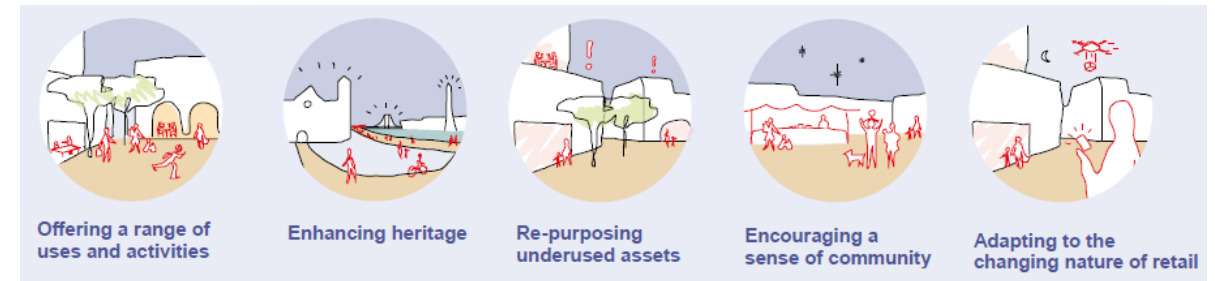 Offering a range of
uses and activities
Enhancing heritage
Re-purposing
underused assets
Encouraging a
sense of community
Adapting to the
changing nature of retail